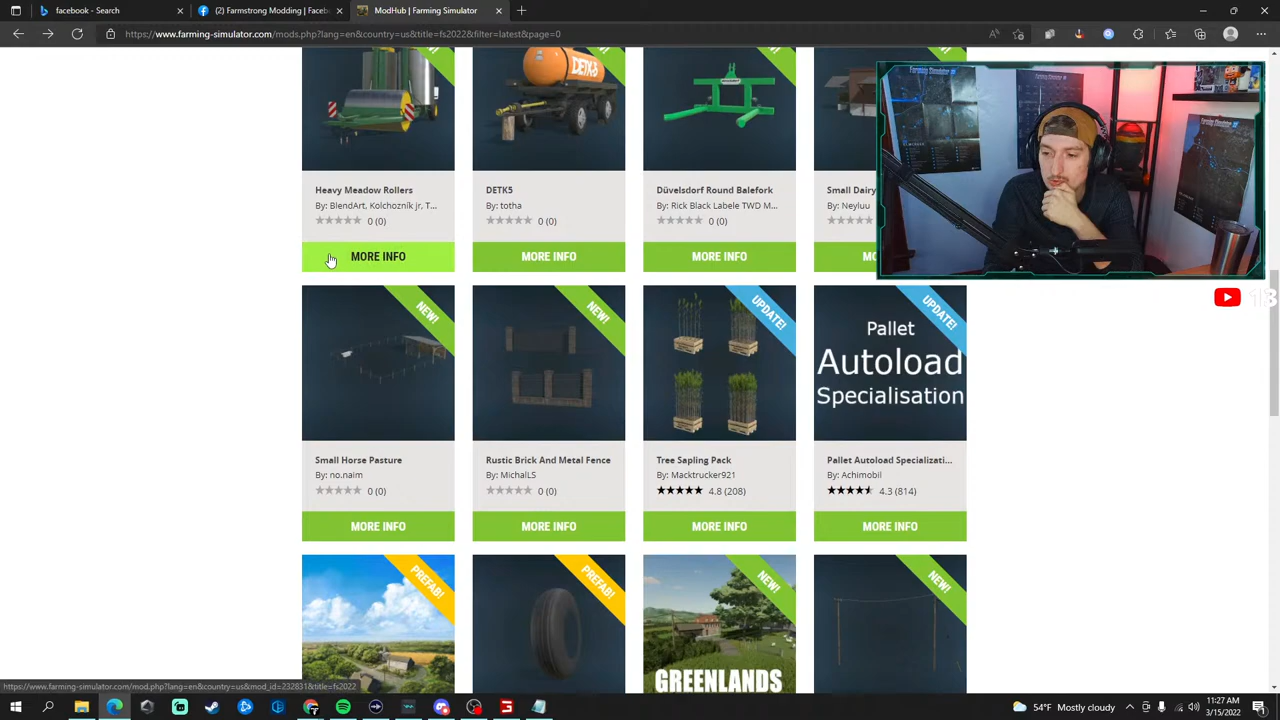 facebook - Search
(2) Farmstrong Modding | Faceb
ModHub | Farming Simulator
https://www.farming-simulator.com/mods.php?lang=en&country=us&title=fs2022&filter=latest&page=0
DETK5
Heavy Meadow Rollers
By: BlendArt, Kolchozník jr, T...
0 (0)
MORE INFO
DETK5
By: totha
0 (0)
MORE INFO
Düvelsdorf Round Balefork
By: Rick Black Labele TWD M...
0 (0)
MORE INFO
Small Dairy
By: Neyluu
NEW!
NEW!
UPDATE!
UPDATE!
Pallet
Autoload
Specialisation
Small Horse Pasture
By: no.naim
0 (0)
MORE INFO
Rustic Brick And Metal Fence
By: MichalLS
0 (0)
MORE INFO
Tree Sapling Pack
By: Macktrucker921
4.8 (208)
MORE INFO
Pallet Autoload Specializati...
By: Achimobil
4.3 (814)
MORE INFO
PREFAB!
PREFAB!
NEW!
NEW!
GREENLANDS
https://www.farming-simulator.com/mod.php?lang=en&country=us&mod_id=232831&title=fs2022
54°F Mostly cloudy
11:27 AM
3/15/2022